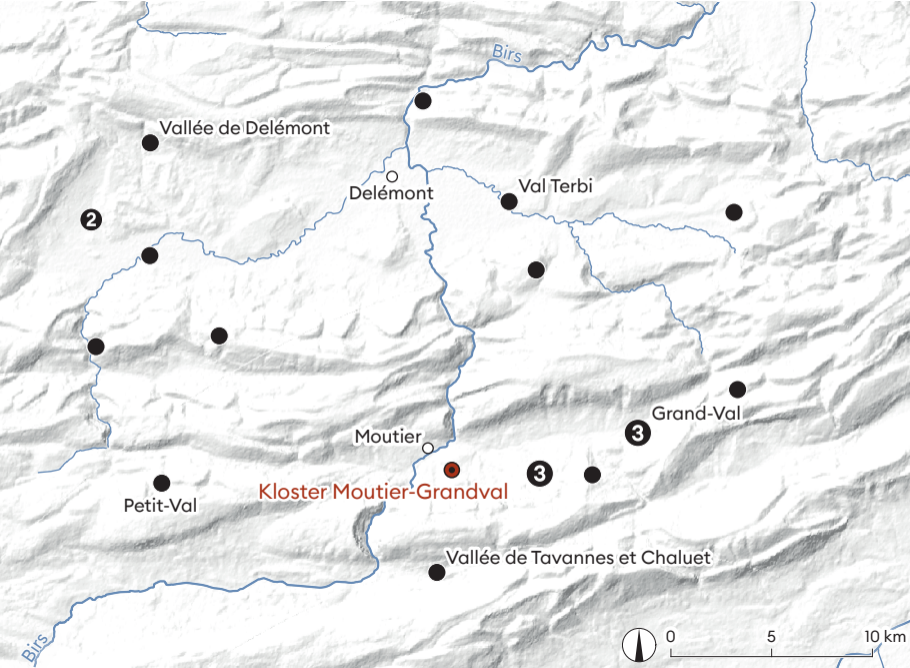 Birs
Vallée de Delémont
Delémont
Val Terbi
2
Grand-Val
3
Moutier
3
Kloster Moutier-Grandval
Petit-Val
Vallée de Tavannes et Chaluet
Birs
0 5 10 km